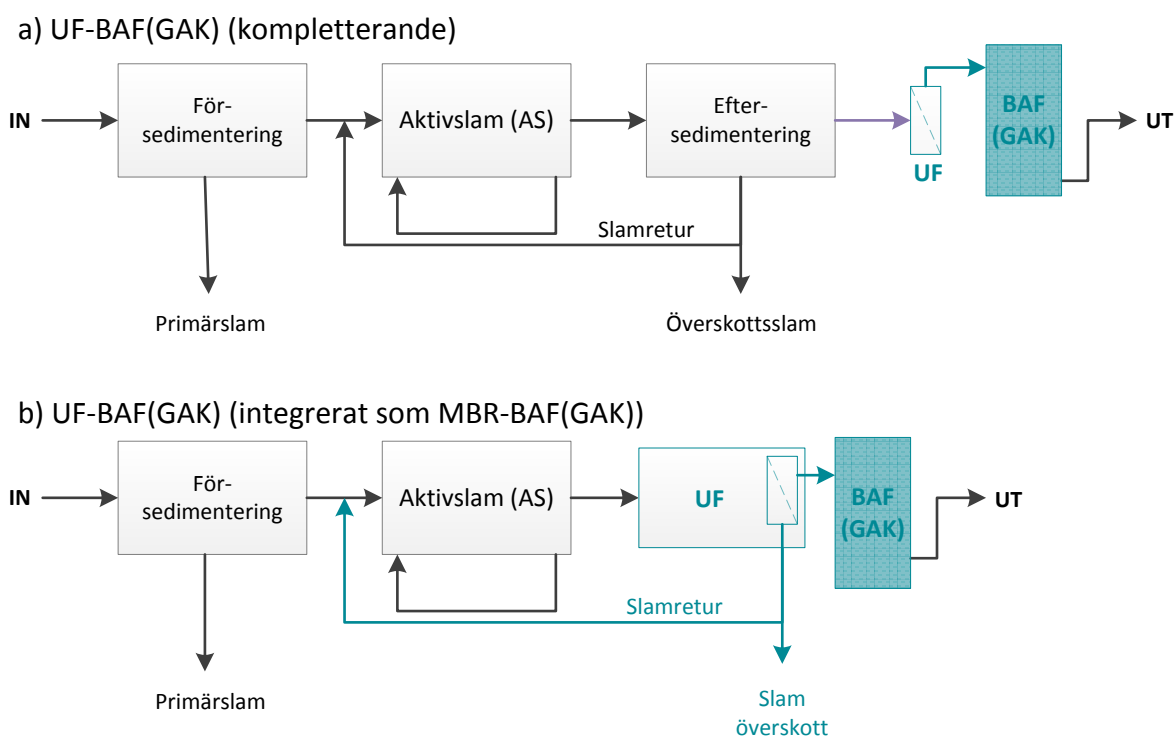 a) UF-BAF(GAK) (kompletterande)
IN
För-
sedimentering
Aktivslam (AS)
Efter-
sedimentering
UF
BAF
(GAK)
UT
Slamretur
Primärslam
Överskottsslam
b) UF-BAF(GAK) (integrerat som MBR-BAF(GAK))
IN
För-
sedimentering
Aktivslam (AS)
UF
BAF
(GAK)
UT
Slamretur
Primärslam
Slam
överskott